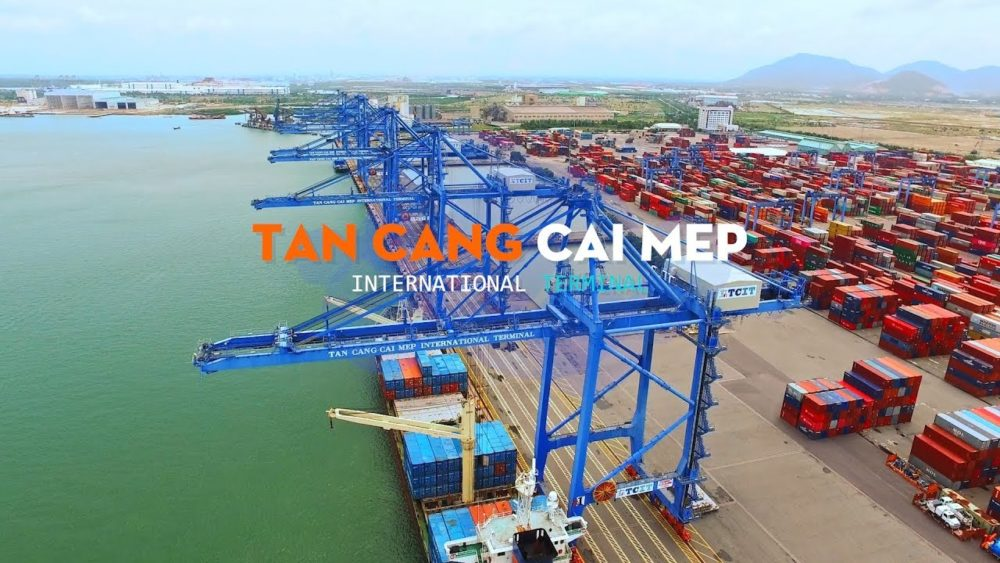 TAN CANG CAI MEP INTERNATIONAL TERMINAL
TCIT
TAN CANG CAI MEP
INTERNATIONAL TERMINAL
TCIT
TAN CANG CAI MEP INTERNATIONAL TERMINAL
TCIT